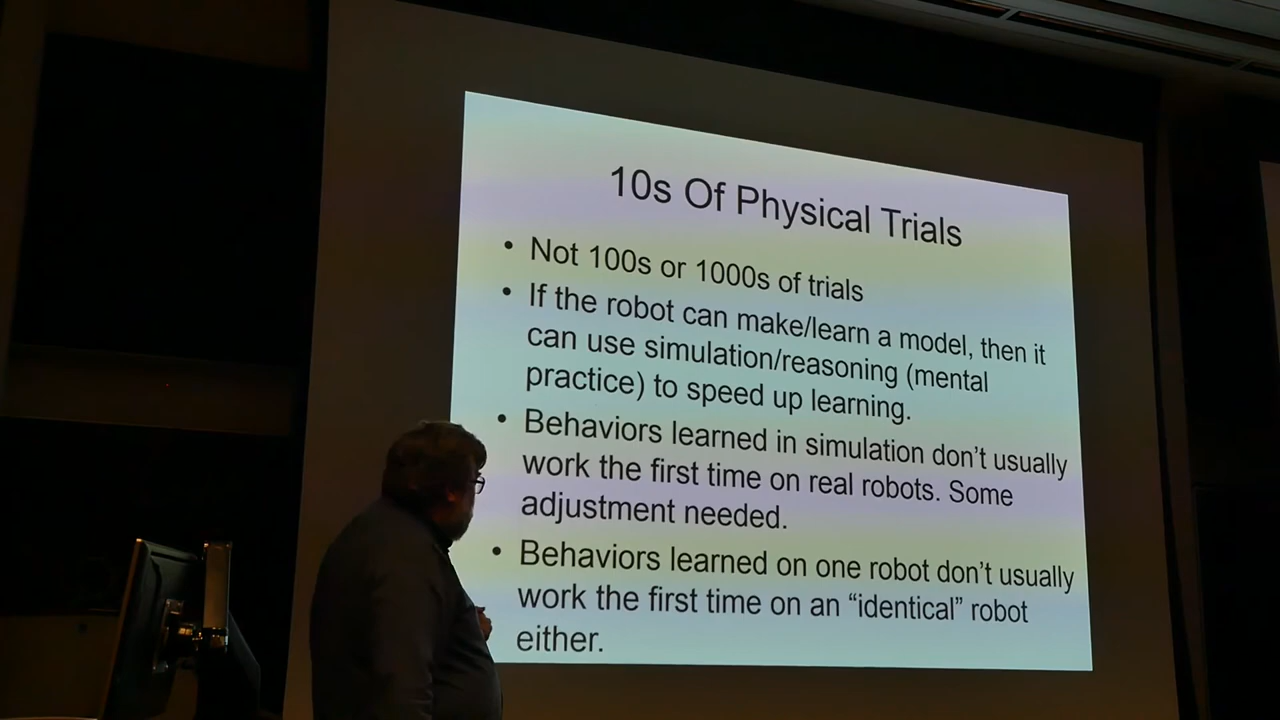 10s Of Physical Trials
• Not 100s or 1000s of trials
• If the robot can make/learn a model, then it
can use simulation/reasoning (mental
practice) to speed up learning.
• Behaviors learned in simulation don’t usually
work the first time on real robots. Some
adjustment needed.
• Behaviors learned on one robot don’t usually
work the first time on an “identical” robot
either.